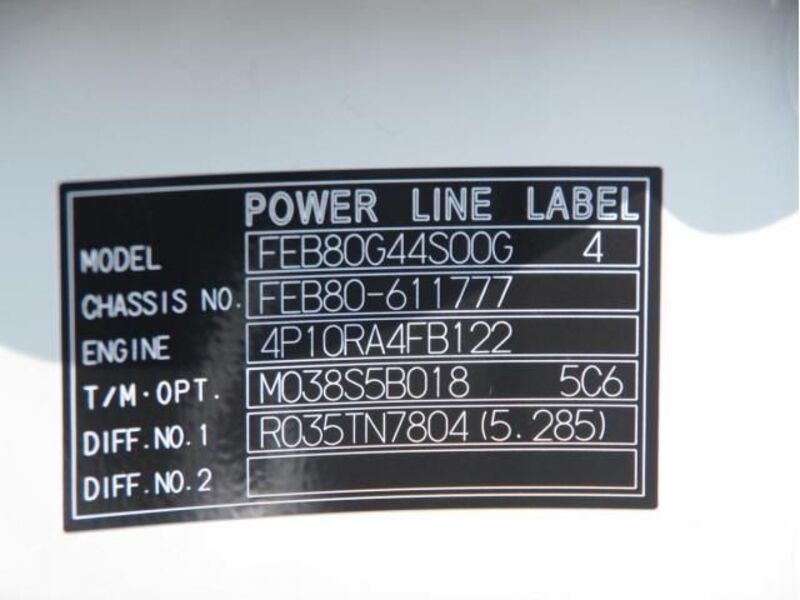 POWER LINE LABEL
MODEL FEB80G44S00G 4
CHASSIS NO. FEB80-611777
ENGINE 4P10RA4FB122
T/M·OPT. M038S5B018 5C6
DIFF.NO.1 R035TN7804(5.285)
DIFF.NO.2